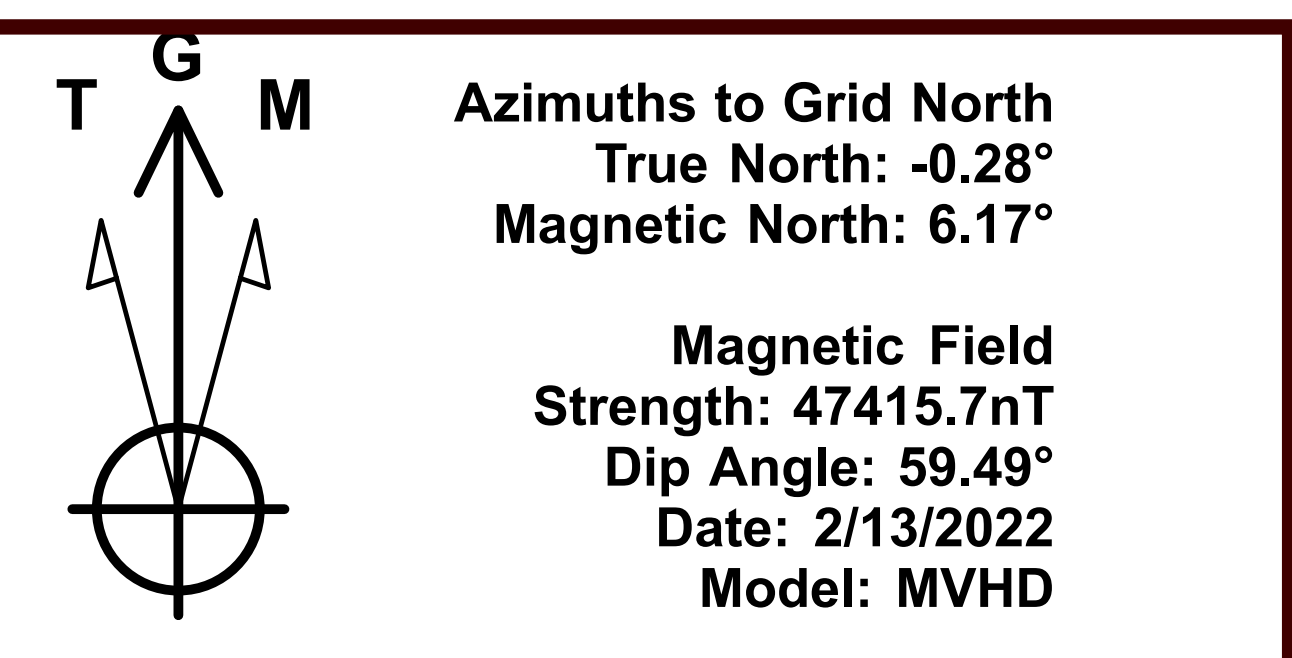 G
T M
Azimuths to Grid North
True North: -0.28°
Magnetic North: 6.17°
Magnetic Field
Strength: 47415.7nT
Dip Angle: 59.49°
Date: 2/13/2022
Model: MVHD